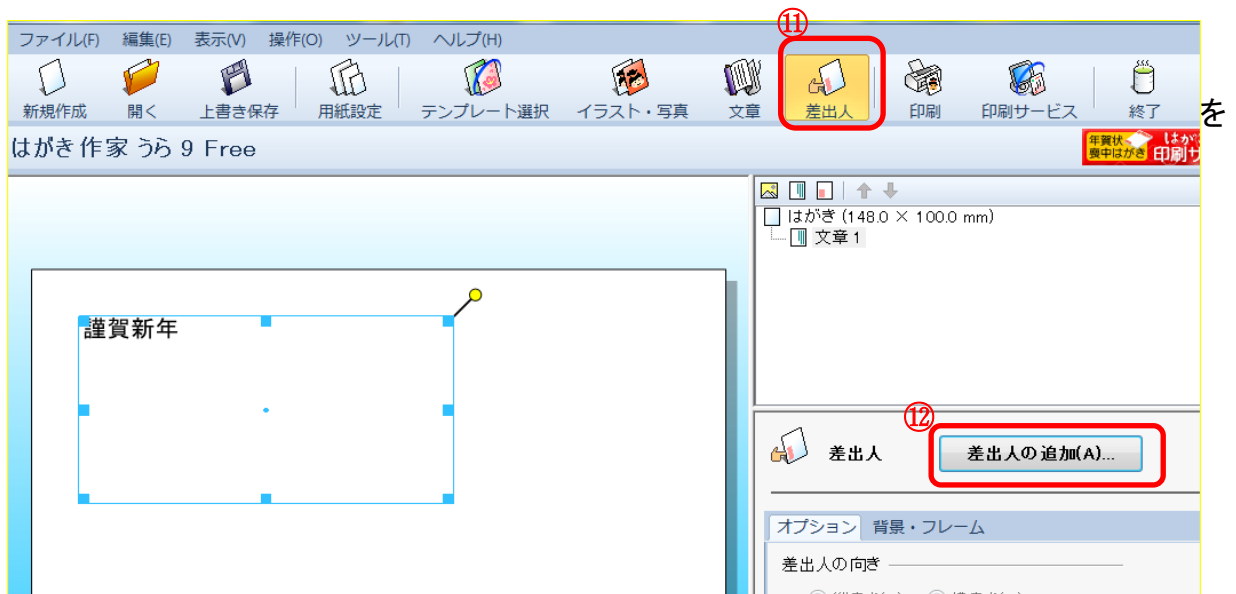 ⑪
ファイル(F) 編集(E) 表示(V) 操作(O) ツール(T) ヘルプ(H)
新規作成 開く 上書き保存 用紙設定 テンプレート選択 イラスト・写真 文章 差出人 印刷 印刷サービス 終了
を
はがき作家 うら 9 Free
年賀状 喪中はがき
はが
印刷サ
はがき (148.0 × 100.0 mm)
文章 1
謹賀新年
⑫
差出人 差出人の追加(A)...
オプション 背景・フレーム
差出人の向き